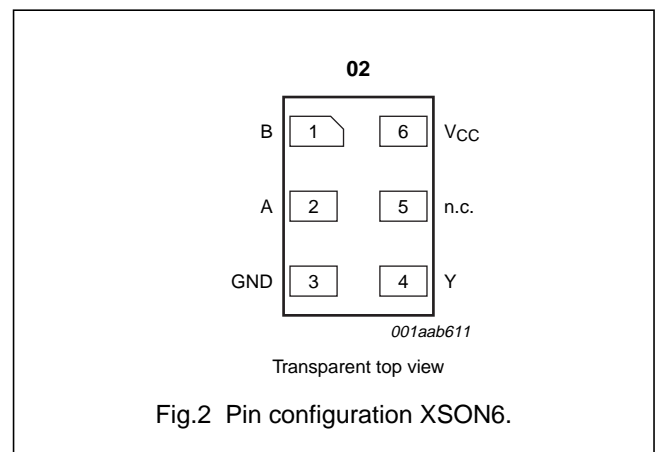 02
B 1 6 VCC
A 2 5 n.c.
GND 3 4 Y
001aab611
Transparent top view
Fig.2 Pin configuration XSON6.